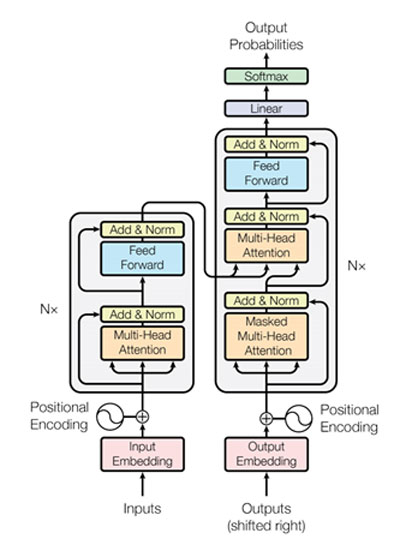 Output
Probabilities
Softmax
Linear
Add & Norm
Feed
Forward
Add & Norm
Multi-Head
Attention
Add & Norm
Masked
Multi-Head
Attention
N×
Positional
Encoding
Output
Embedding
Outputs
(shifted right)
Add & Norm
Feed
Forward
Add & Norm
Multi-Head
Attention
N×
Positional
Encoding
Input
Embedding
Inputs